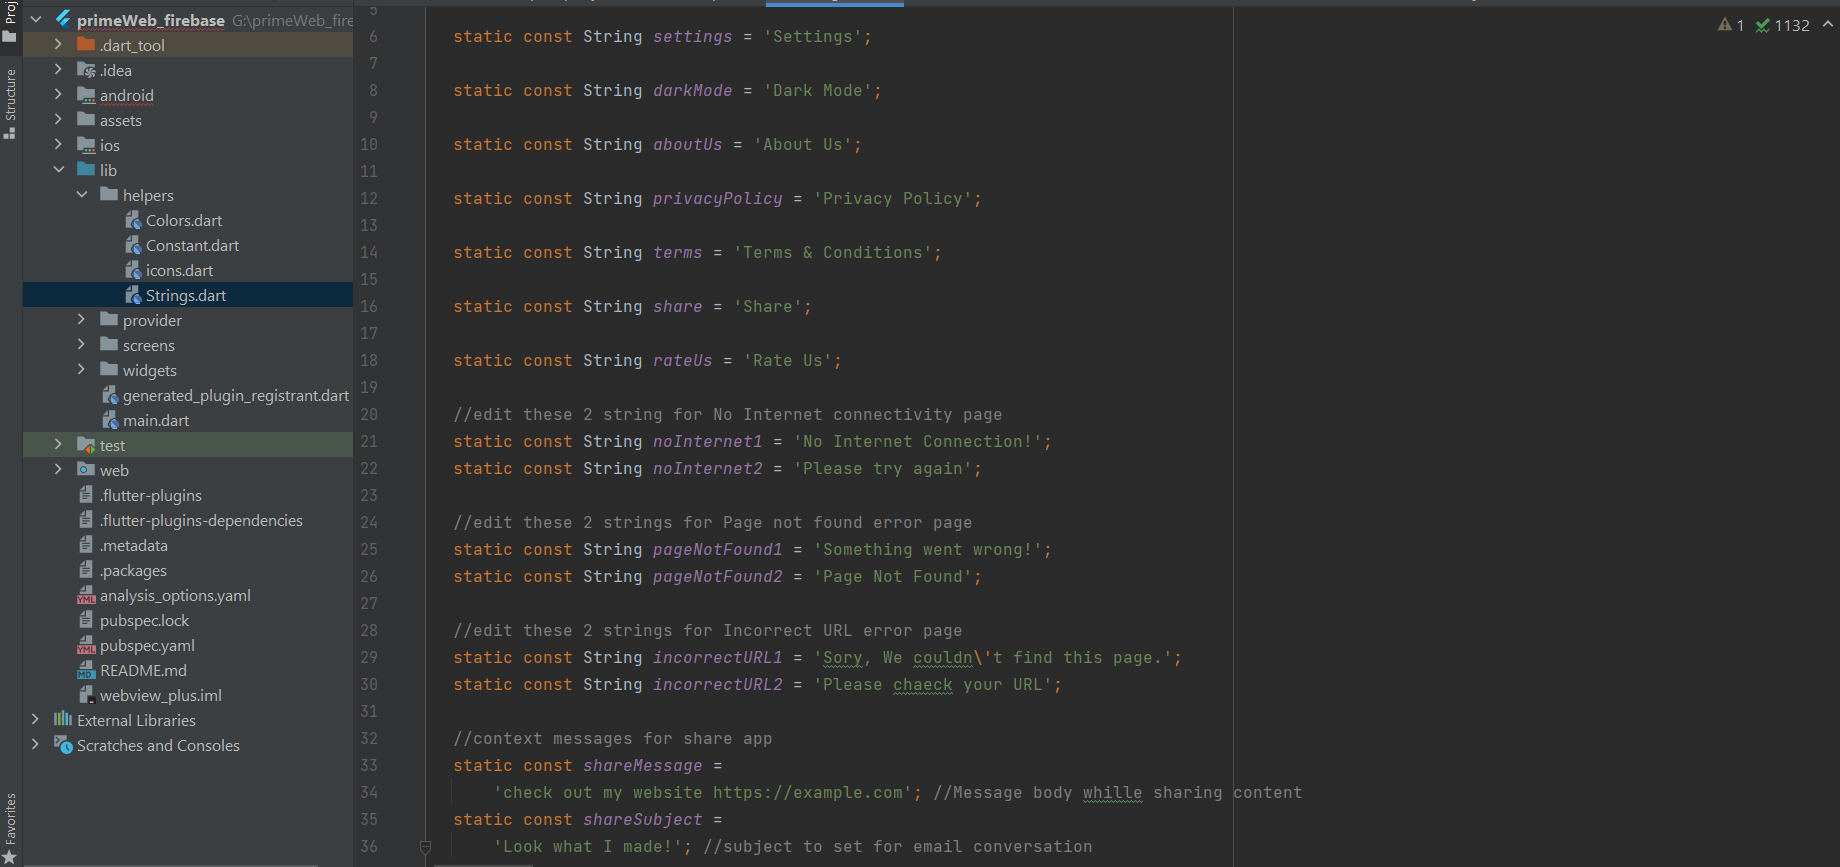 Proj
Structure
Favorites
primeWeb_firebase G:\primeWeb_fire
.dart_tool
.idea
android
assets
ios
lib
helpers
Colors.dart
Constant.dart
icons.dart
Strings.dart
provider
screens
widgets
generated_plugin_registrant.dart
main.dart
test
web
.flutter-plugins
.flutter-plugins-dependencies
.metadata
.packages
analysis_options.yaml
pubspec.lock
pubspec.yaml
README.md
webview_plus.iml
External Libraries
Scratches and Consoles
1 1132
5
6 static const String settings = 'Settings';
7
8 static const String darkMode = 'Dark Mode';
9
10 static const String aboutUs = 'About Us';
11
12 static const String privacyPolicy = 'Privacy Policy';
13
14 static const String terms = 'Terms & Conditions';
15
16 static const String share = 'Share';
17
18 static const String rateUs = 'Rate Us';
19
20 //edit these 2 string for No Internet connectivity page
21 static const String noInternet1 = 'No Internet Connection!';
22 static const String noInternet2 = 'Please try again';
23
24 //edit these 2 strings for Page not found error page
25 static const String pageNotFound1 = 'Something went wrong!';
26 static const String pageNotFound2 = 'Page Not Found';
27
28 //edit these 2 strings for Incorrect URL error page
29 static const String incorrectURL1 = 'Sory, We couldn\'t find this page.';
30 static const String incorrectURL2 = 'Please chaeck your URL';
31
32 //context messages for share app
33 static const shareMessage =
34 'check out my website https://example.com'; //Message body whille sharing content
35 static const shareSubject =
36 'Look what I made!'; //subject to set for email conversation